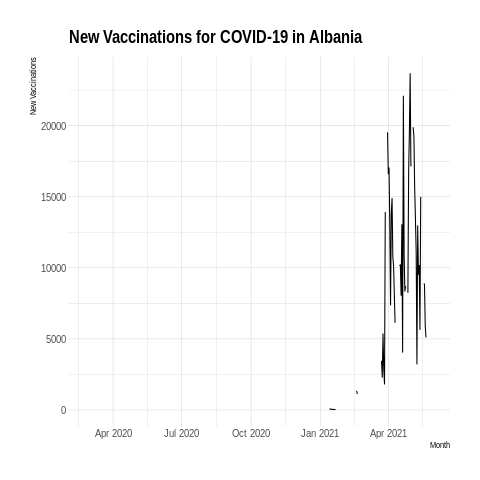 New Vaccinations for COVID-19 in Albania
New Vaccinations
20000
15000
10000
5000
0
Apr 2020 Jul 2020 Oct 2020 Jan 2021 Apr 2021
Month